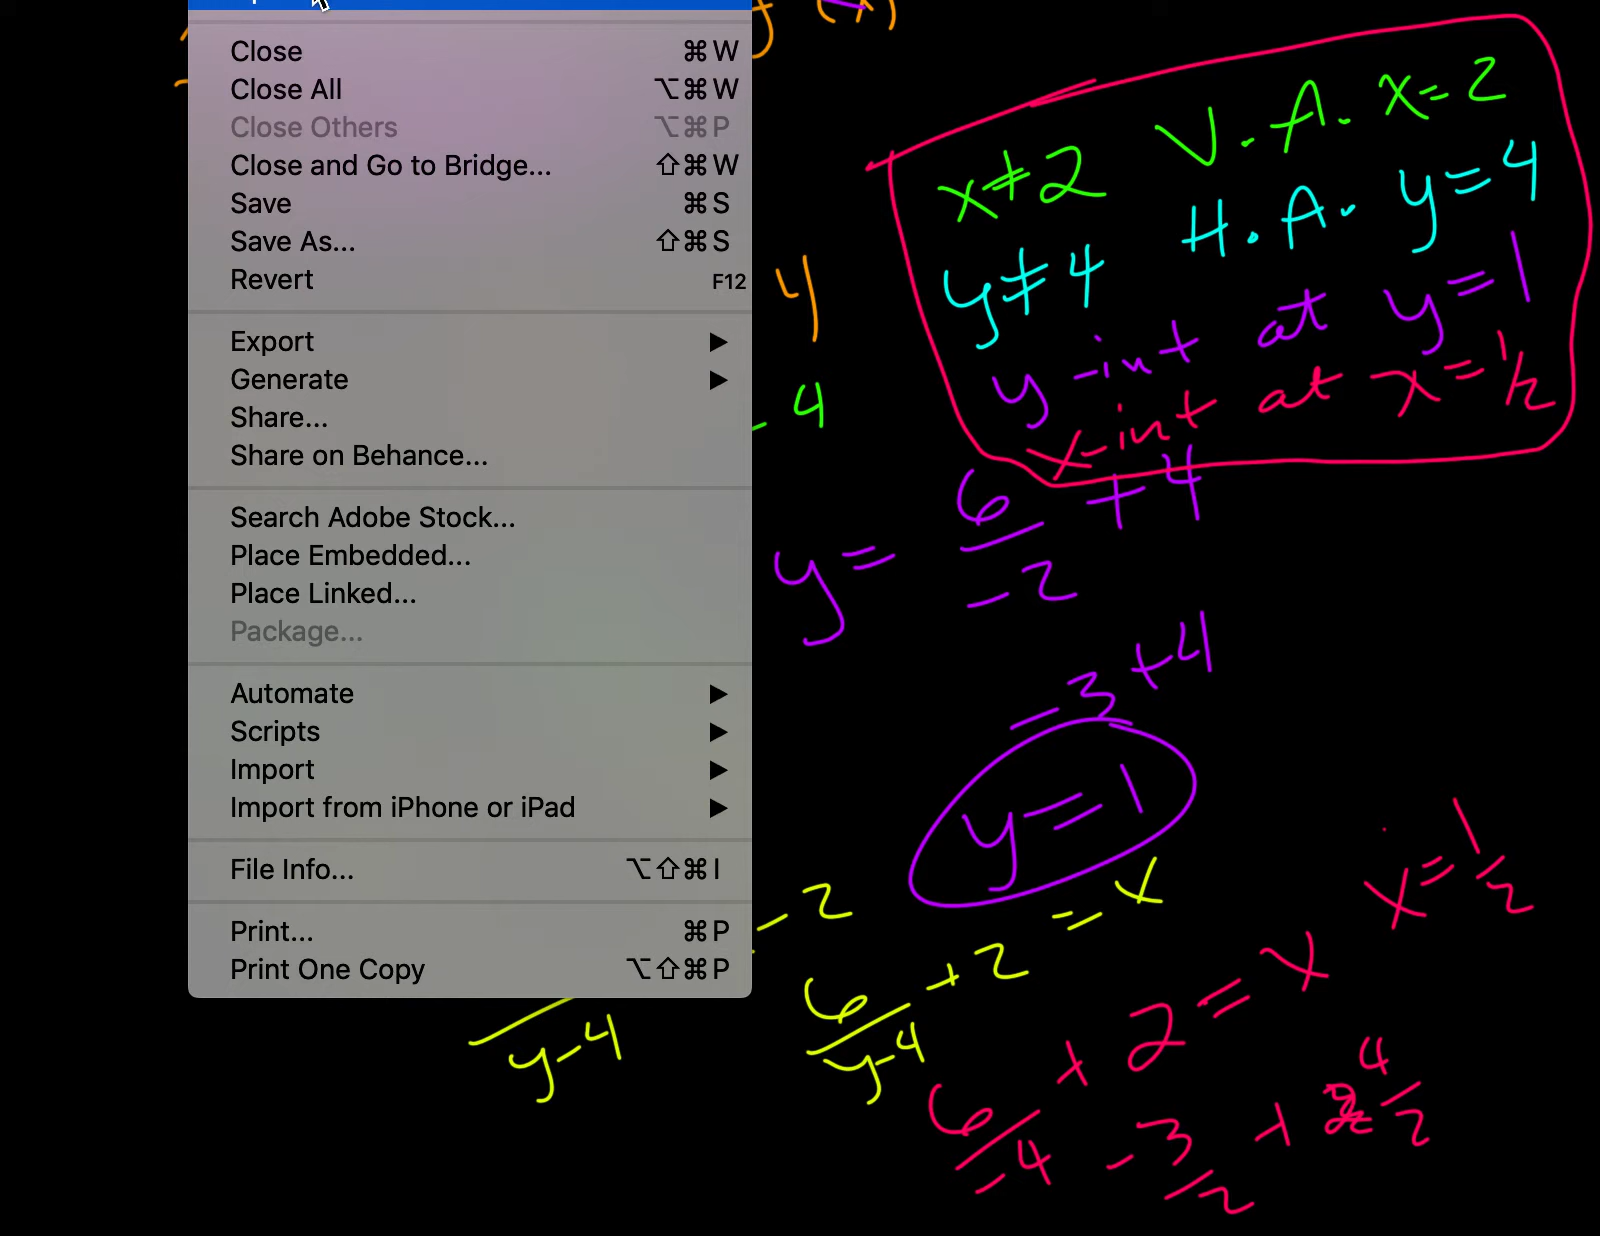 Close ⌘W
Close All ⌥⌘W
Close Others ⌥⌘P
Close and Go to Bridge... ⇧⌘W
Save ⌘S
Save As... ⇧⌘S
Revert F12
Export ▶
Generate ▶
Share...
Share on Behance...
Search Adobe Stock...
Place Embedded...
Place Linked...
Package...
Automate ▶
Scripts ▶
Import ▶
Import from iPhone or iPad ▶
File Info... ⌥⇧⌘I
Print... ⌘P
Print One Copy ⌥⇧⌘P
(x)
x≠2 V.A. x=2
y≠4 H.A. y=4
y-int at y=1
x-int at x=1/2
4
-4
y= 6/-2 +4
-3+4
y=1
-2
y-4
6/y-4 +2 =x
x=1/2
6/-4 +2=x
-3/2 + 4/2